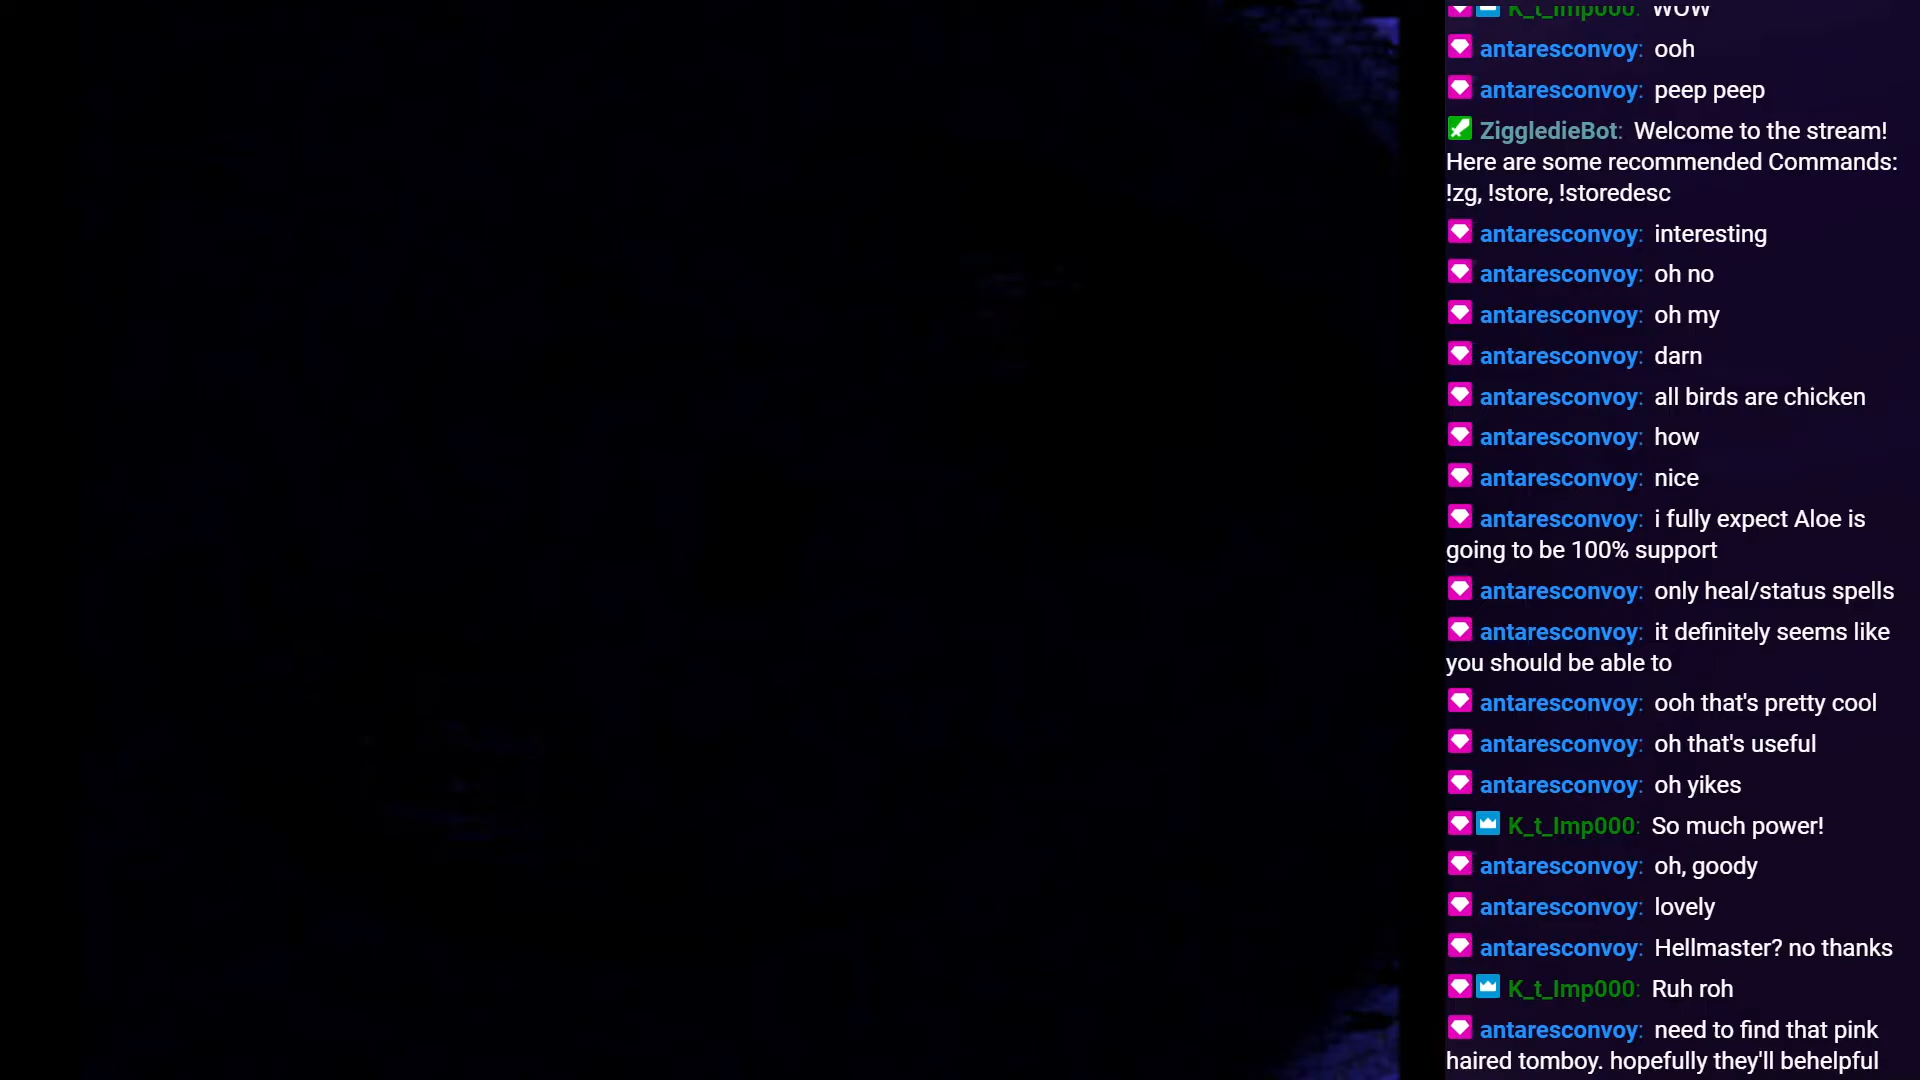 K_t_Imp000: WOW
antaresconvoy: ooh
antaresconvoy: peep peep
ZiggledieBot: Welcome to the stream!
Here are some recommended Commands:
!zg, !store, !storedesc
antaresconvoy: interesting
antaresconvoy: oh no
antaresconvoy: oh my
antaresconvoy: darn
antaresconvoy: all birds are chicken
antaresconvoy: how
antaresconvoy: nice
antaresconvoy: i fully expect Aloe is
going to be 100% support
antaresconvoy: only heal/status spells
antaresconvoy: it definitely seems like
you should be able to
antaresconvoy: ooh that's pretty cool
antaresconvoy: oh that's useful
antaresconvoy: oh yikes
K_t_Imp000: So much power!
antaresconvoy: oh, goody
antaresconvoy: lovely
antaresconvoy: Hellmaster? no thanks
K_t_Imp000: Ruh roh
antaresconvoy: need to find that pink
haired tomboy. hopefully they'll behelpful